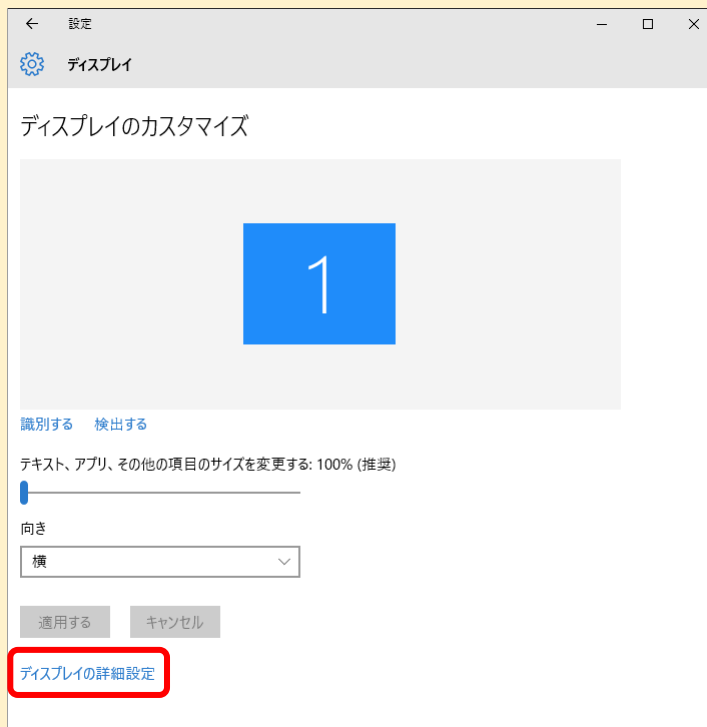 設定
ディスプレイ
ディスプレイのカスタマイズ
1
識別する 検出する
テキスト、アプリ、その他の項目のサイズを変更する: 100% (推奨)
向き
横
適用する キャンセル
ディスプレイの詳細設定